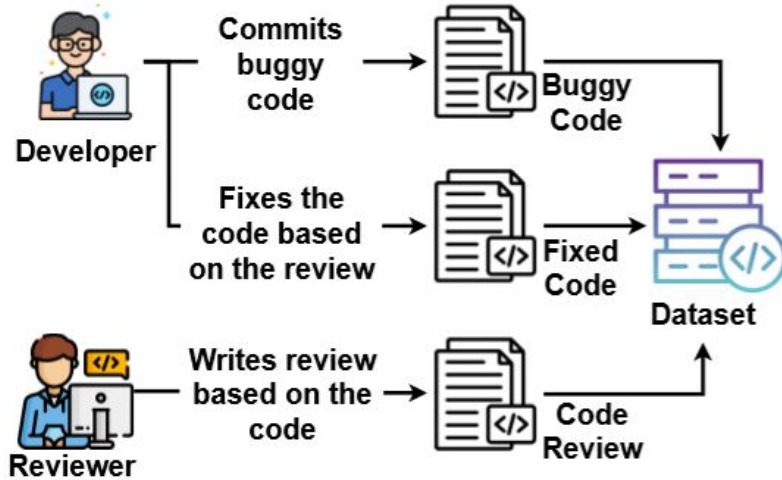 Commits
buggy
code
</>
</>
Buggy
Code
Developer
Fixes the
code based
on the review
</>
Fixed
Code
</>
Dataset
</>
Writes review
based on the
code
</>
Code
Review
Reviewer